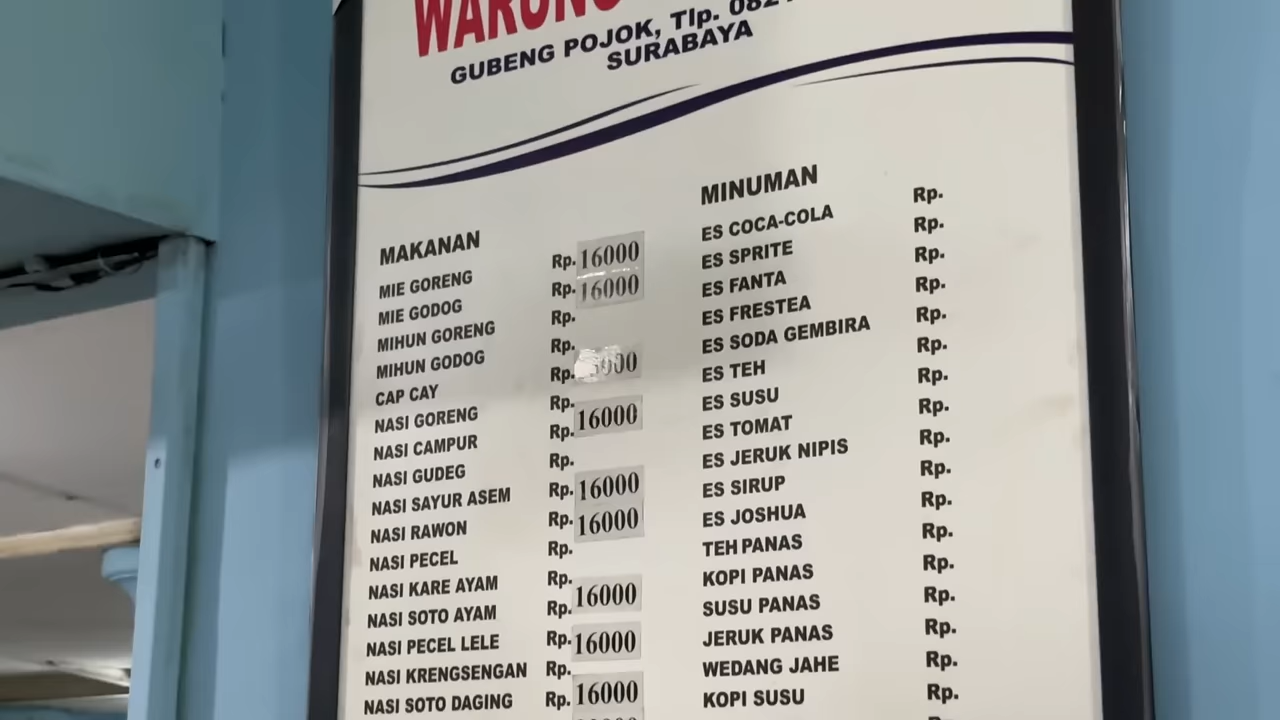 WARUNG
GUBENG POJOK, Tlp. 082
SURABAYA
MAKANAN
MIE GORENG Rp. 16000
MIE GODOG Rp. 16000
MIHUN GORENG Rp.
MIHUN GODOG Rp.
CAP CAY Rp.
NASI GORENG Rp.
NASI CAMPUR Rp. 16000
NASI GUDEG Rp.
NASI SAYUR ASEM Rp. 16000
NASI RAWON Rp. 16000
NASI PECEL Rp.
NASI KARE AYAM Rp.
NASI SOTO AYAM Rp. 16000
NASI PECEL LELE Rp. 16000
NASI KRENGSENGAN Rp.
NASI SOTO DAGING Rp. 16000
MINUMAN
ES COCA-COLA Rp.
ES SPRITE Rp.
ES FANTA Rp.
ES FRESTEA Rp.
ES SODA GEMBIRA Rp.
ES TEH Rp.
ES SUSU Rp.
ES TOMAT Rp.
ES JERUK NIPIS Rp.
ES SIRUP Rp.
ES JOSHUA Rp.
TEH PANAS Rp.
KOPI PANAS Rp.
SUSU PANAS Rp.
JERUK PANAS Rp.
WEDANG JAHE Rp.
KOPI SUSU Rp.